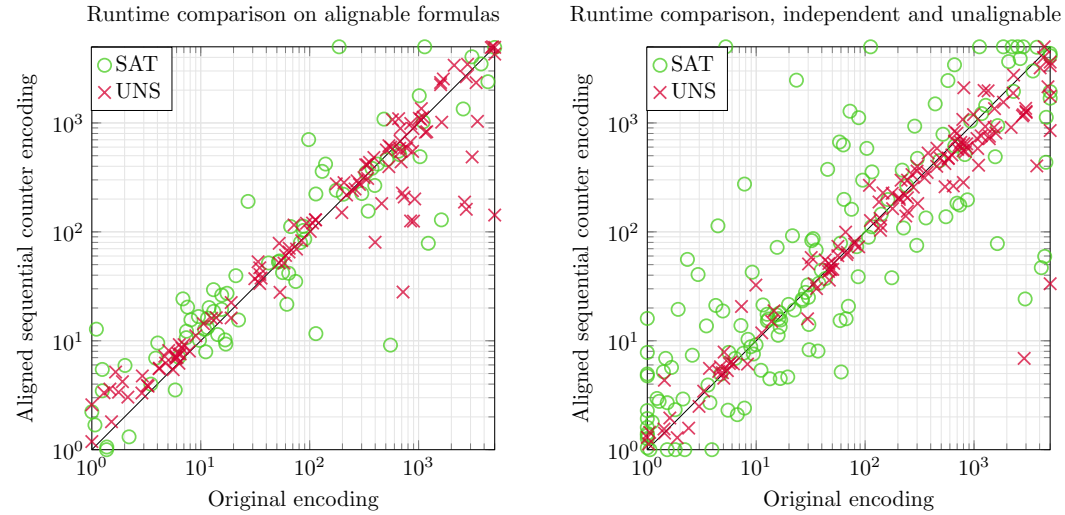 Runtime comparison on alignable formulas
SAT
UNS
10^3
10^2
10^1
10^0
10^0 10^1 10^2 10^3
Aligned sequential counter encoding
Original encoding
Runtime comparison, independent and unalignable
SAT
UNS
10^3
10^2
10^1
10^0
10^0 10^1 10^2 10^3
Aligned sequential counter encoding
Original encoding